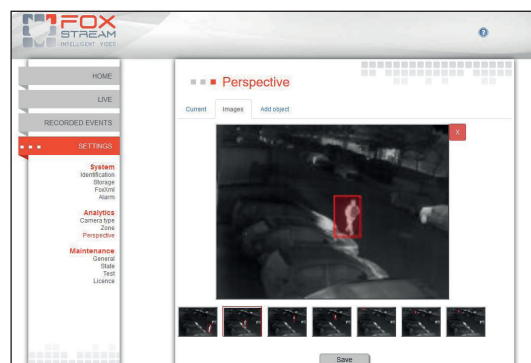 FOX
STREAM
INTELLIGENT VIDEO
?
HOME
LIVE
RECORDED EVENTS
SETTINGS
System
Identification
Storage
FoxXml
Alarm
Analytics
Camera type
Zone
Perspective
Maintenance
General
State
Test
Licence
Perspective
Current
Images
Add object
X
Save